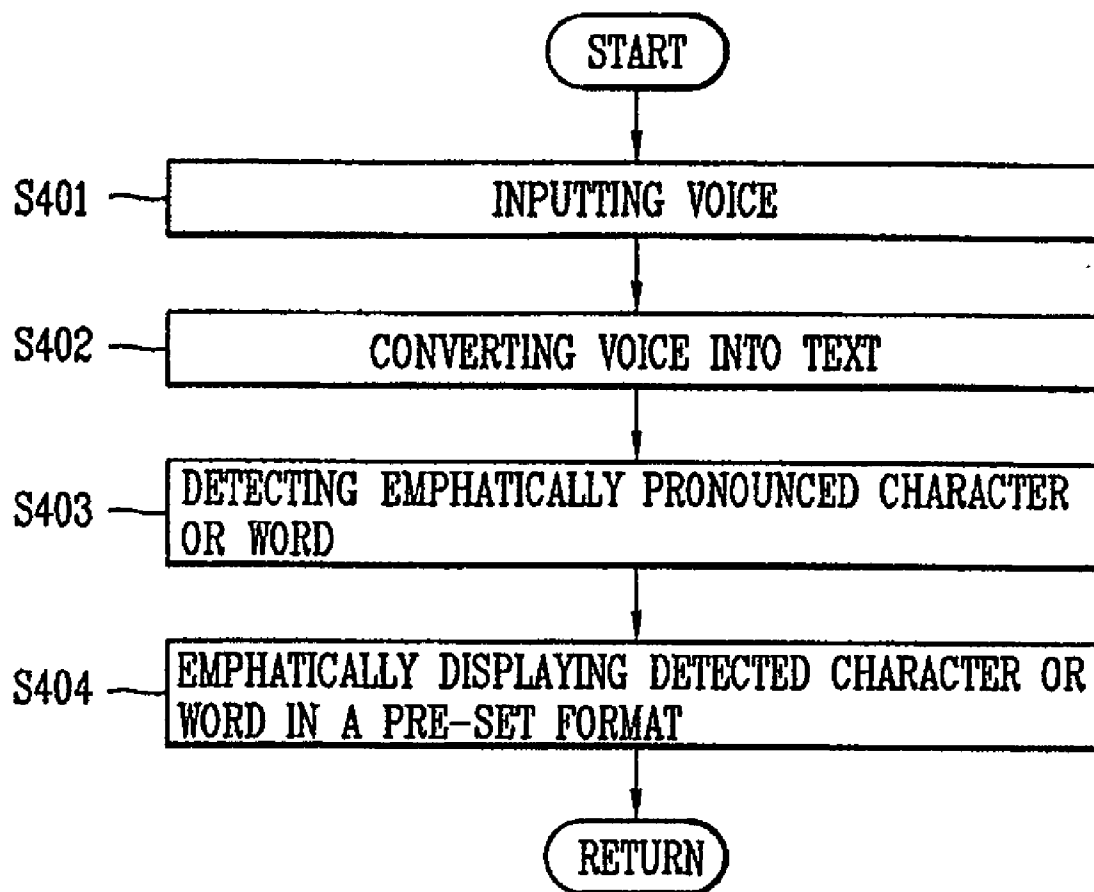 START
S401
INPUTTING VOICE
S402
CONVERTING VOICE INTO TEXT
S403
DETECTING EMPHATICALLY PRONOUNCED CHARACTER
OR WORD
S404
EMPHATICALLY DISPLAYING DETECTED CHARACTER OR
WORD IN A PRE-SET FORMAT
RETURN